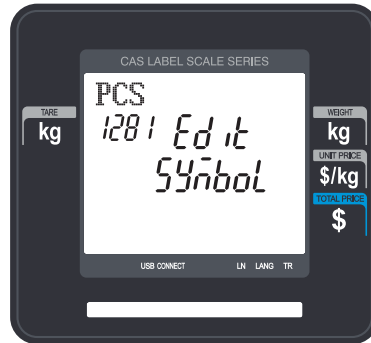 CAS LABEL SCALE SERIES
PCS
TARE
kg
1281 Edit
Symbol
WEIGHT
kg
UNIT PRICE
$/kg
TOTAL PRICE
$
USB CONNECT LN LANG TR